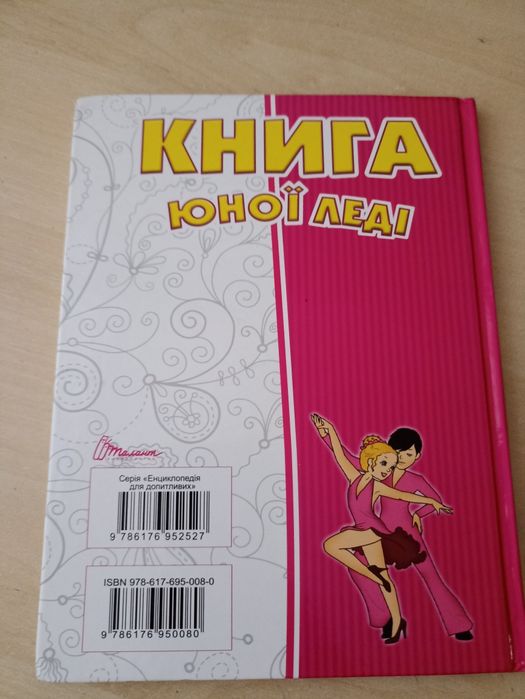 КНИГА
ЮНОЇ ЛЕДІ
Талант
Серія «Енциклопедія
для допитливих»
9 786176 952527
ISBN 978-617-695-008-0
9 786176 950080